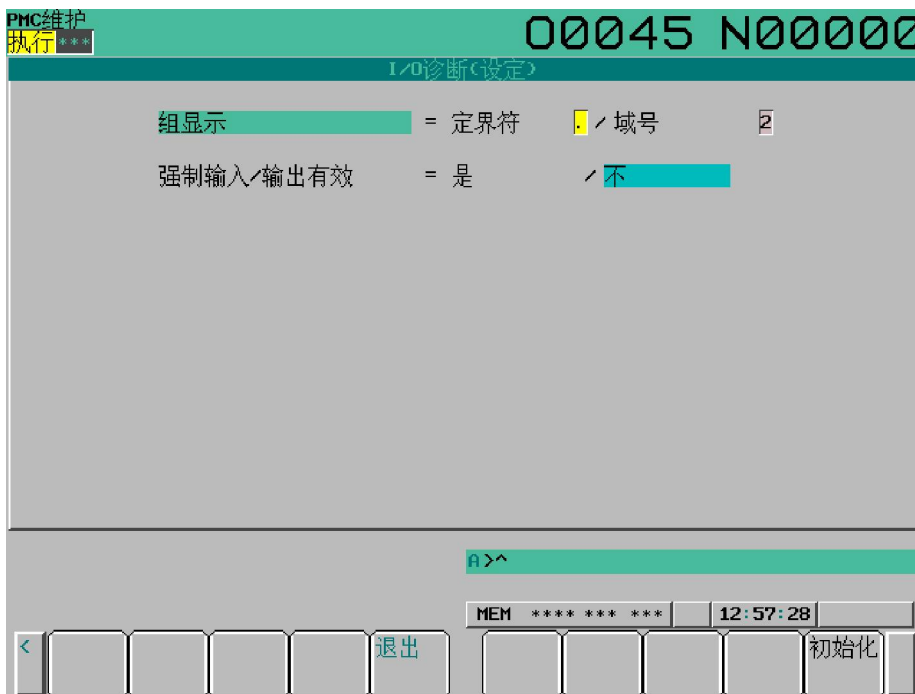 PMC维护
执行***
O0045 N00000
I/O诊断(设定)
组显示 = 定界符 . / 域号 2
强制输入/输出有效 = 是 / 不
A>^
MEM **** *** *** 12:57:28
< 退出 初始化